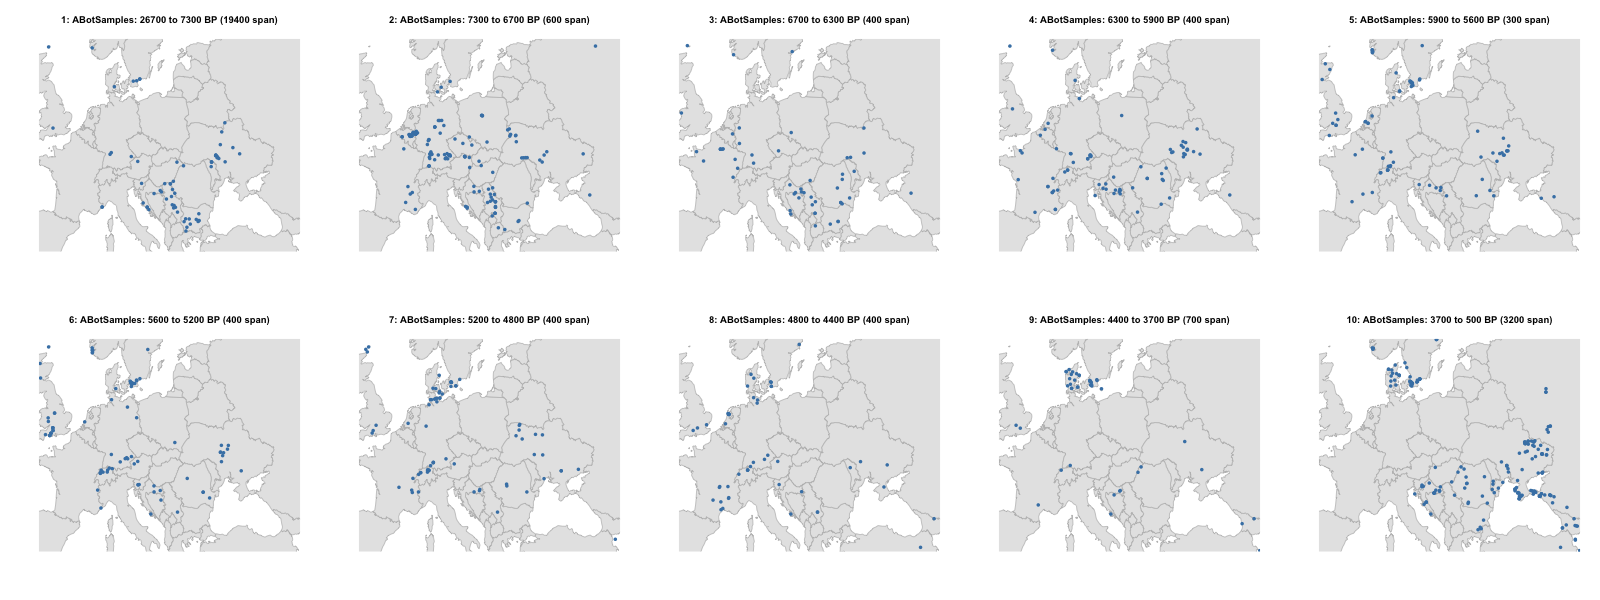 1: ABotSamples: 26700 to 7300 BP (19400 span)
2: ABotSamples: 7300 to 6700 BP (600 span)
3: ABotSamples: 6700 to 6300 BP (400 span)
4: ABotSamples: 6300 to 5900 BP (400 span)
5: ABotSamples: 5900 to 5600 BP (300 span)
6: ABotSamples: 5600 to 5200 BP (400 span)
7: ABotSamples: 5200 to 4800 BP (400 span)
8: ABotSamples: 4800 to 4400 BP (400 span)
9: ABotSamples: 4400 to 3700 BP (700 span)
10: ABotSamples: 3700 to 500 BP (3200 span)